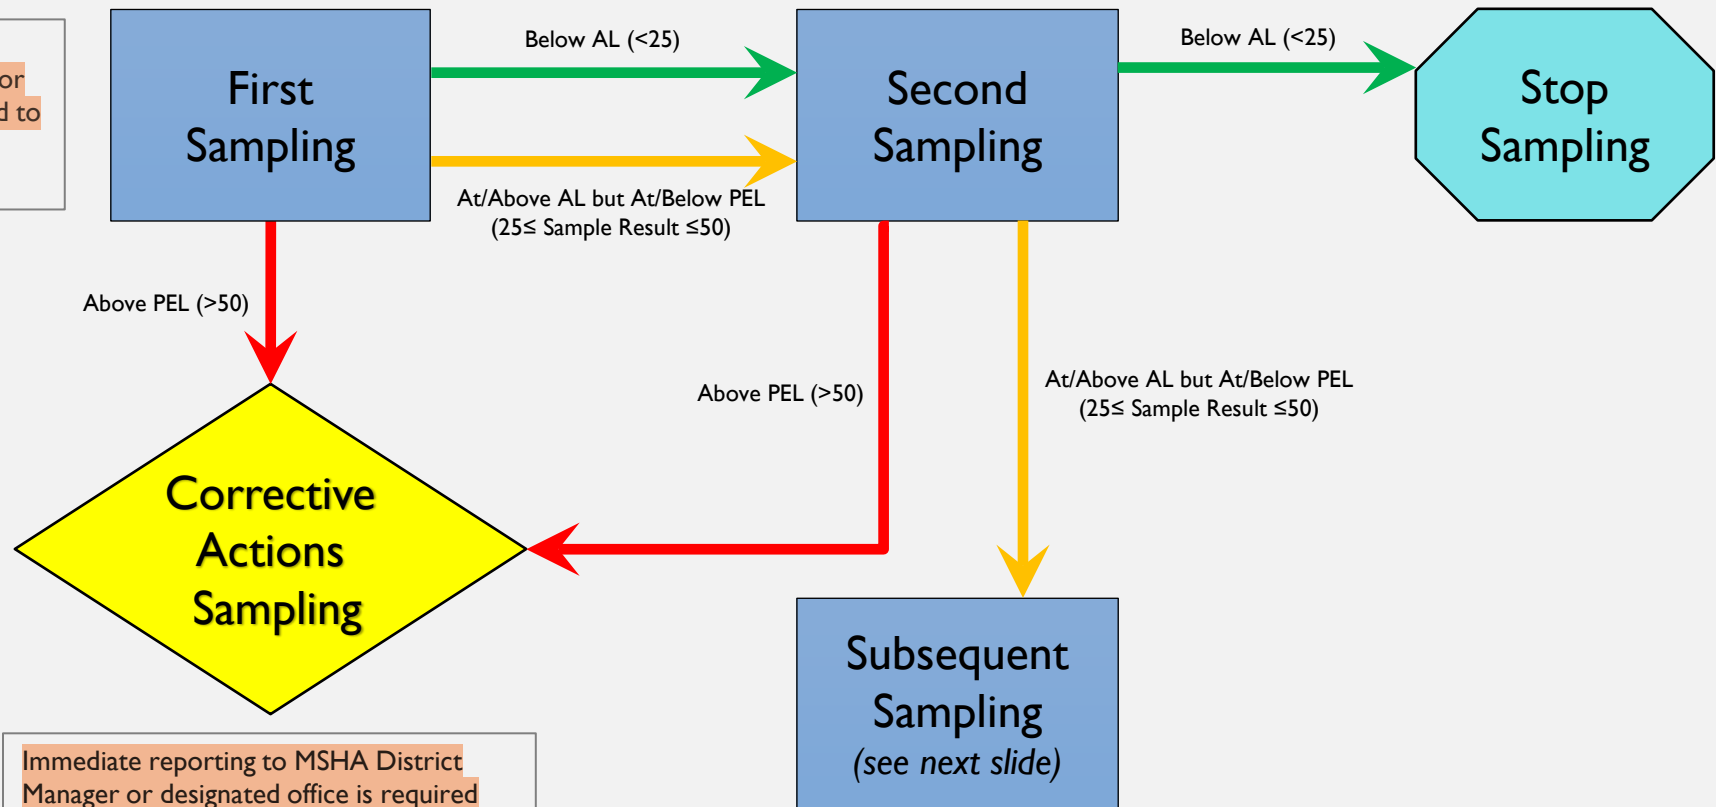 or
d to
First
Sampling
Below AL (<25)
At/Above AL but At/Below PEL
(25≤ Sample Result ≤50)
Second
Sampling
Below AL (<25)
Stop
Sampling
Above PEL (>50)
Above PEL (>50)
At/Above AL but At/Below PEL
(25≤ Sample Result ≤50)
Corrective
Actions
Sampling
Subsequent
Sampling
(see next slide)
Immediate reporting to MSHA District
Manager or designated office is required